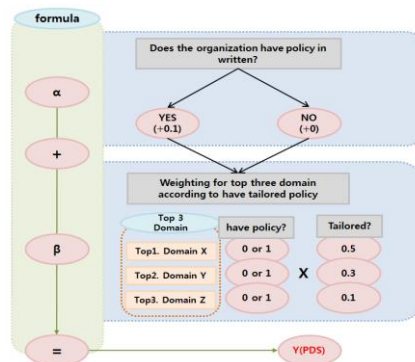 formula
Does the organization have policy in
written?
α
YES
(+0.1)
NO
(+0)
+
Weighting for top three domain
according to have tailored policy
Top 3
Domain
have policy?
Tailored?
β
Top1. Domain X
0 or 1
0.5
Top2. Domain Y
0 or 1
X
0.3
Top3. Domain Z
0 or 1
0.1
=
Y(PDS)